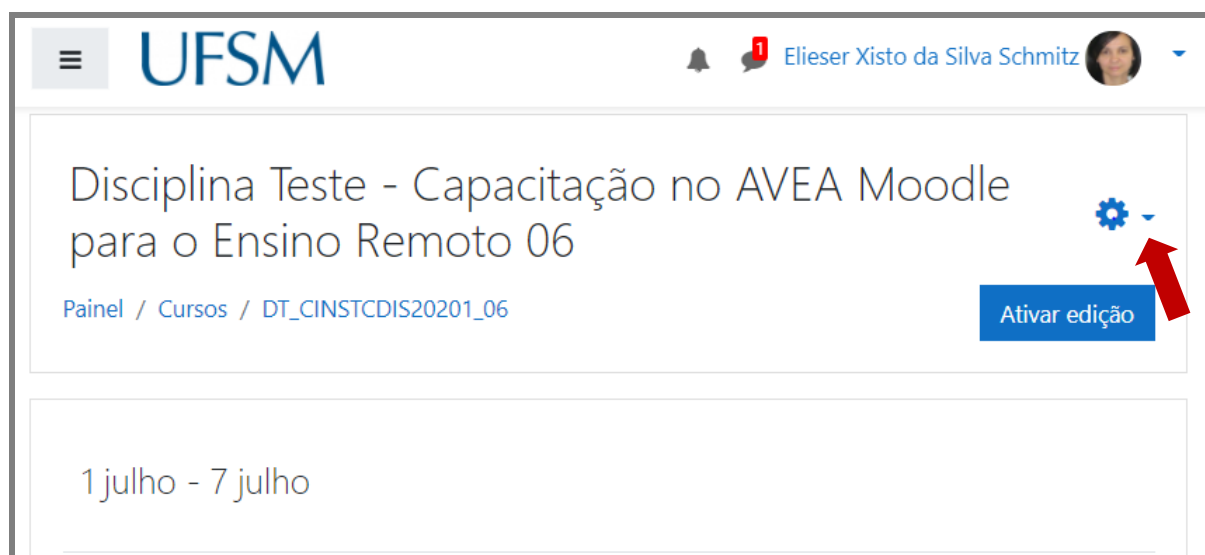 UFSM
1
Elieser Xisto da Silva Schmitz
Disciplina Teste - Capacitação no AVEA Moodle
para o Ensino Remoto 06
Painel / Cursos / DT_CINSTCDIS20201_06
Ativar edição
1 julho - 7 julho